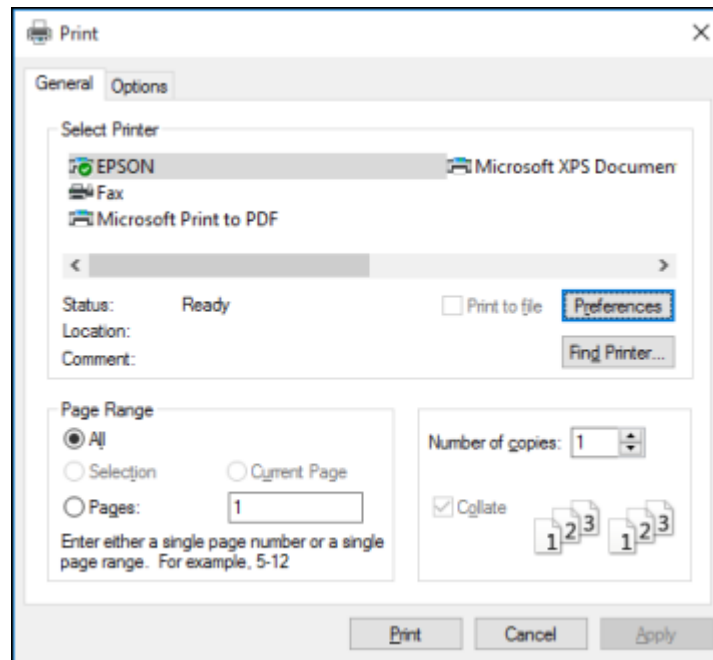 Print
General
Options
Select Printer
EPSON
Microsoft XPS Documen
Fax
Microsoft Print to PDF
Status:
Ready
Print to file
Preferences
Location:
Comment:
Find Printer...
Page Range
All
Number of copies:
1
Selection
Current Page
Pages:
1
Collate
1 2 3
1 2 3
Enter either a single page number or a single
page range. For example, 5-12
Print
Cancel
Apply